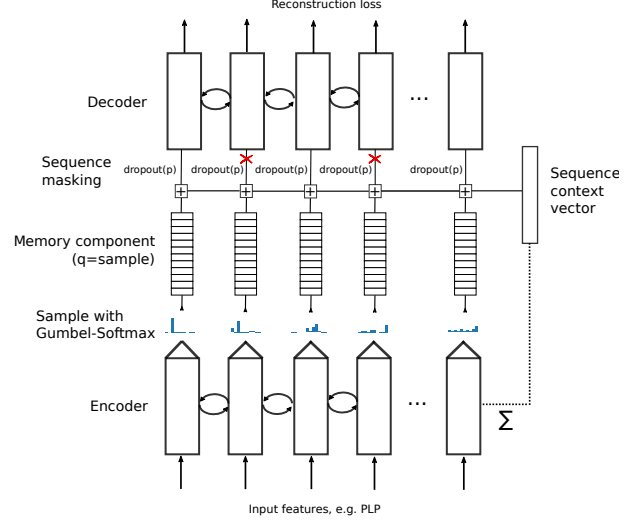 Reconstruction loss
Decoder
...
Sequence
masking
dropout(p) dropout(p) dropout(p) dropout(p) dropout(p)
Sequence
context
vector
+ + + + +
Memory component
(q=sample)
Sample with
Gumbel-Softmax
Encoder
...
Σ
Input features, e.g. PLP